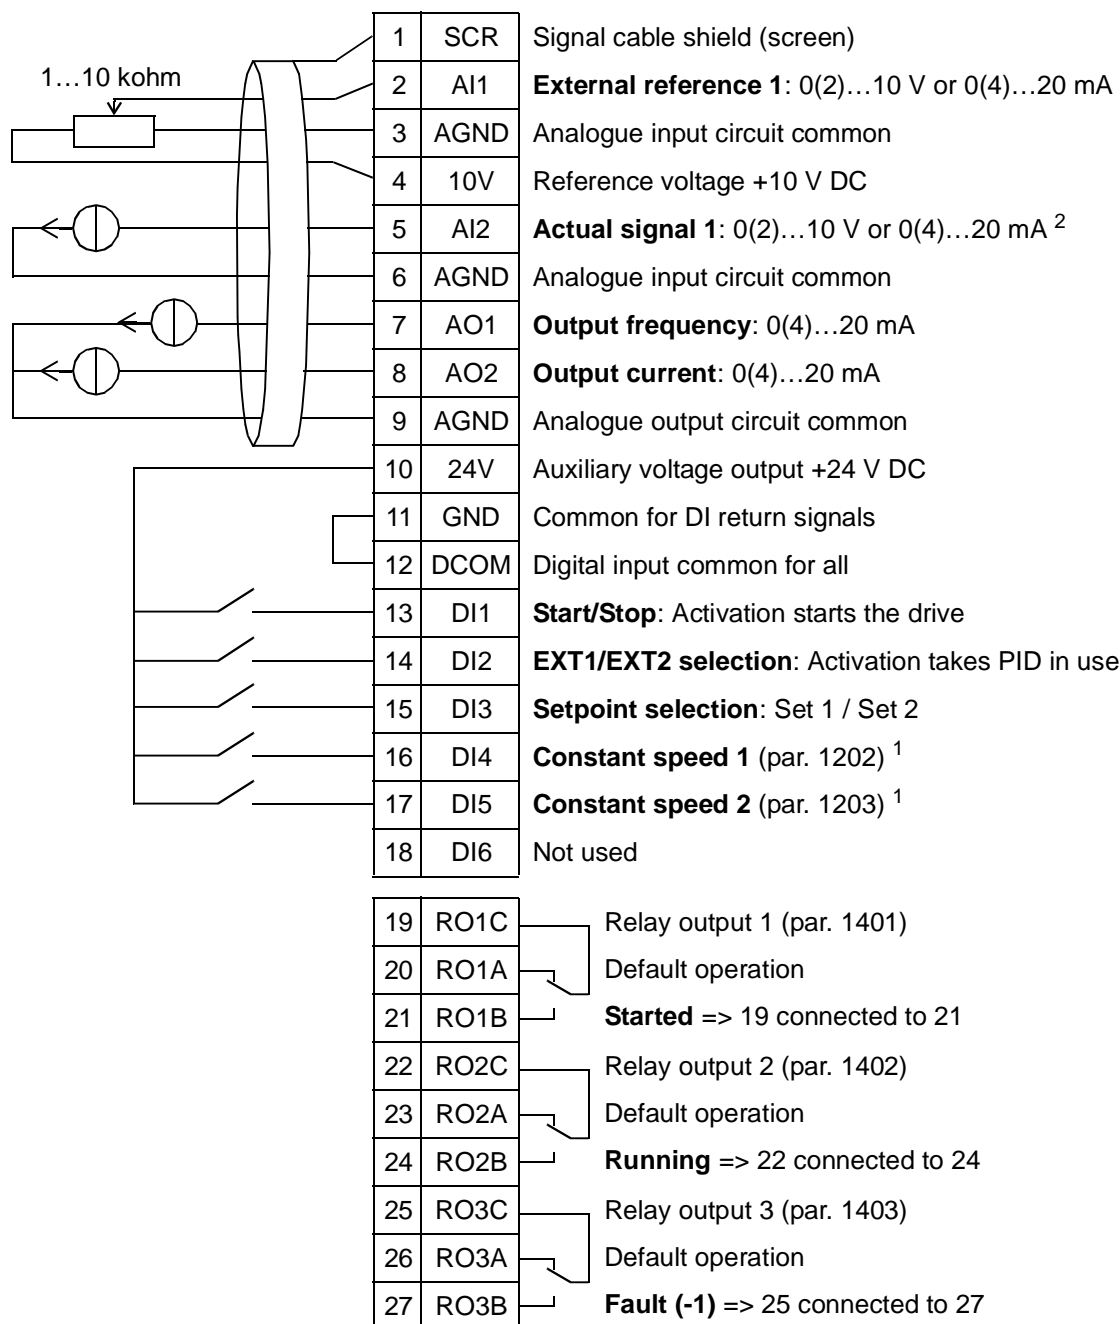 1 SCR Signal cable shield (screen)
1…10 kohm
2 AI1 External reference 1: 0(2)…10 V or 0(4)…20 mA
3 AGND Analogue input circuit common
4 10V Reference voltage +10 V DC
5 AI2 Actual signal 1: 0(2)…10 V or 0(4)…20 mA 2
6 AGND Analogue input circuit common
7 AO1 Output frequency: 0(4)…20 mA
8 AO2 Output current: 0(4)…20 mA
9 AGND Analogue output circuit common
10 24V Auxiliary voltage output +24 V DC
11 GND Common for DI return signals
12 DCOM Digital input common for all
13 DI1 Start/Stop: Activation starts the drive
14 DI2 EXT1/EXT2 selection: Activation takes PID in use
15 DI3 Setpoint selection: Set 1 / Set 2
16 DI4 Constant speed 1 (par. 1202) 1
17 DI5 Constant speed 2 (par. 1203) 1
18 DI6 Not used
19 RO1C Relay output 1 (par. 1401)
20 RO1A Default operation
21 RO1B Started => 19 connected to 21
22 RO2C Relay output 2 (par. 1402)
23 RO2A Default operation
24 RO2B Running => 22 connected to 24
25 RO3C Relay output 3 (par. 1403)
26 RO3A Default operation
27 RO3B Fault (-1) => 25 connected to 27